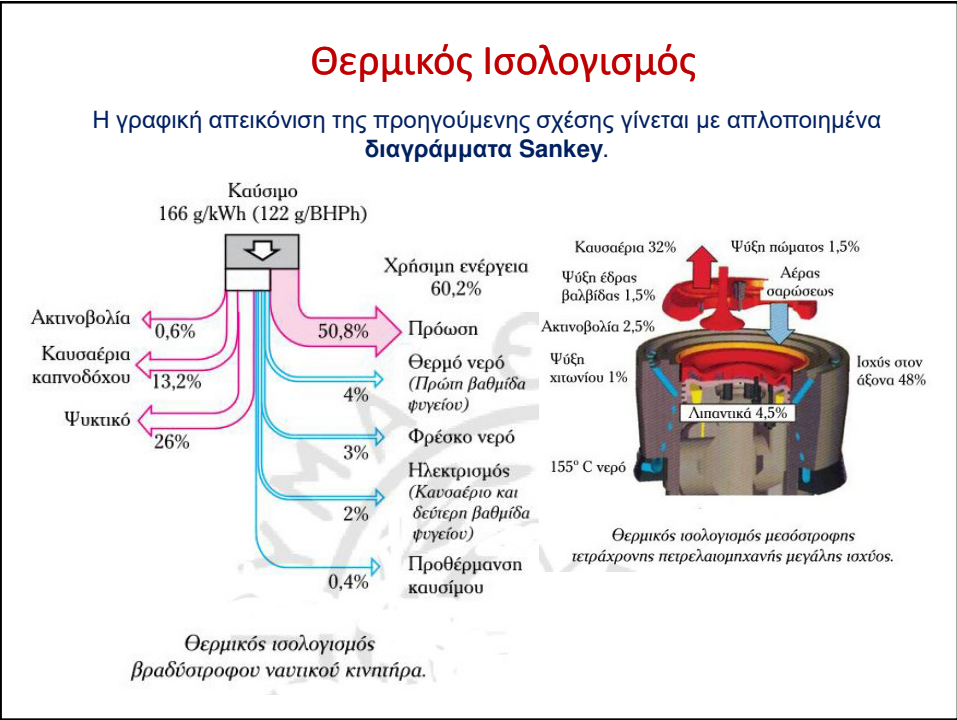 Θερμικός Ισολογισμός
Η γραφική απεικόνιση της προηγούμενης σχέσης γίνεται με απλοποιημένα
διαγράμματα Sankey.
Καύσιμο
166 g/kWh (122 g/BHPh)
Χρήσιμη ενέργεια
60,2%
Ακτινοβολία
0,6%
50,8%
Πρόωση
Καυσαέρια
καπνοδόχου
13,2%
Θερμό νερό
(Πρώτη βαθμίδα
ψυγείου)
4%
Ψυκτικό
26%
Φρέσκο νερό
3%
Ηλεκτρισμός
(Καυσαέριο και
δεύτερη βαθμίδα
ψυγείου)
2%
Προθέρμανση
καυσίμου
0,4%
Θερμικός ισολογισμός
βραδύστροφου ναυτικού κινητήρα.
Καυσαέρια 32%
Ψύξη πώματος 1,5%
Ψύξη έδρας
βαλβίδας 1,5%
Αέρας
σαρώσεως
Ακτινοβολία 2,5%
Ψύξη
χιτωνίου 1%
Ισχύς στον
άξονα 48%
Λιπαντικά 4,5%
155° C νερό
Θερμικός ισολογισμός μεσόστροφης
τετράχρονης πετρελαιομηχανής μεγάλης ισχύος.